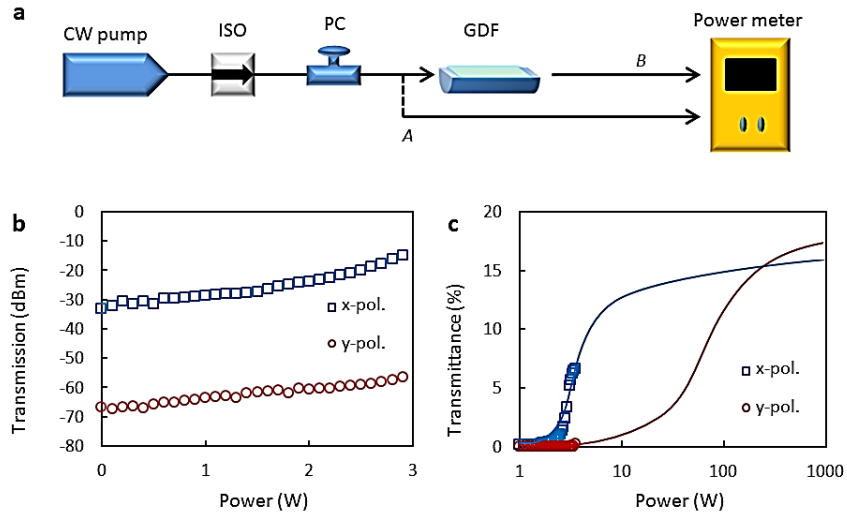 a
CW pump
ISO
PC
GDF
Power meter
B
A
b
0
-10
-20
-30
-40
-50
-60
-70
-80
Transmission (dBm)
x-pol.
y-pol.
0
1
2
3
Power (W)
c
20
15
10
5
0
Transmittance (%)
x-pol.
y-pol.
1
10
100
1000
Power (W)